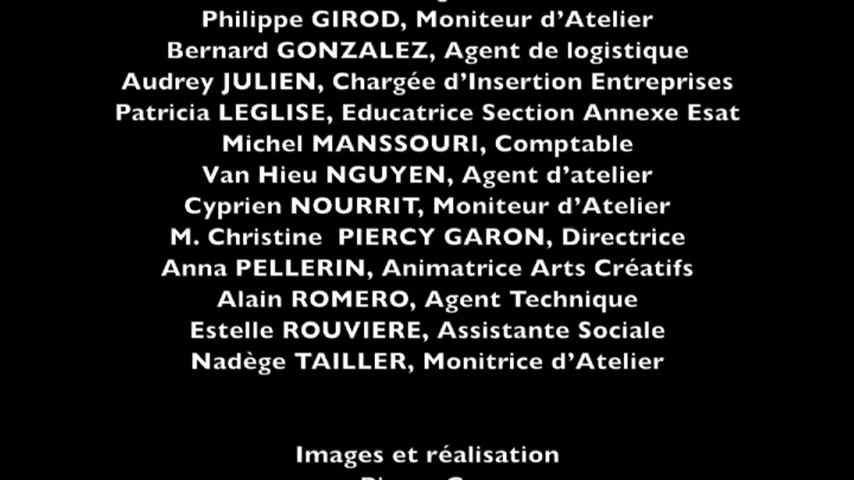 Philippe GIROD, Moniteur d’Atelier
Bernard GONZALEZ, Agent de logistique
Audrey JULIEN, Chargée d’Insertion Entreprises
Patricia LEGLISE, Educatrice Section Annexe Esat
Michel MANSSOURI, Comptable
Van Hieu NGUYEN, Agent d’atelier
Cyprien NOURRIT, Moniteur d’Atelier
M. Christine  PIERCY GARON, Directrice
Anna PELLERIN, Animatrice Arts Créatifs
Alain ROMERO, Agent Technique
Estelle ROUVIERE, Assistante Sociale
Nadège TAILLER, Monitrice d’Atelier
Images et réalisation